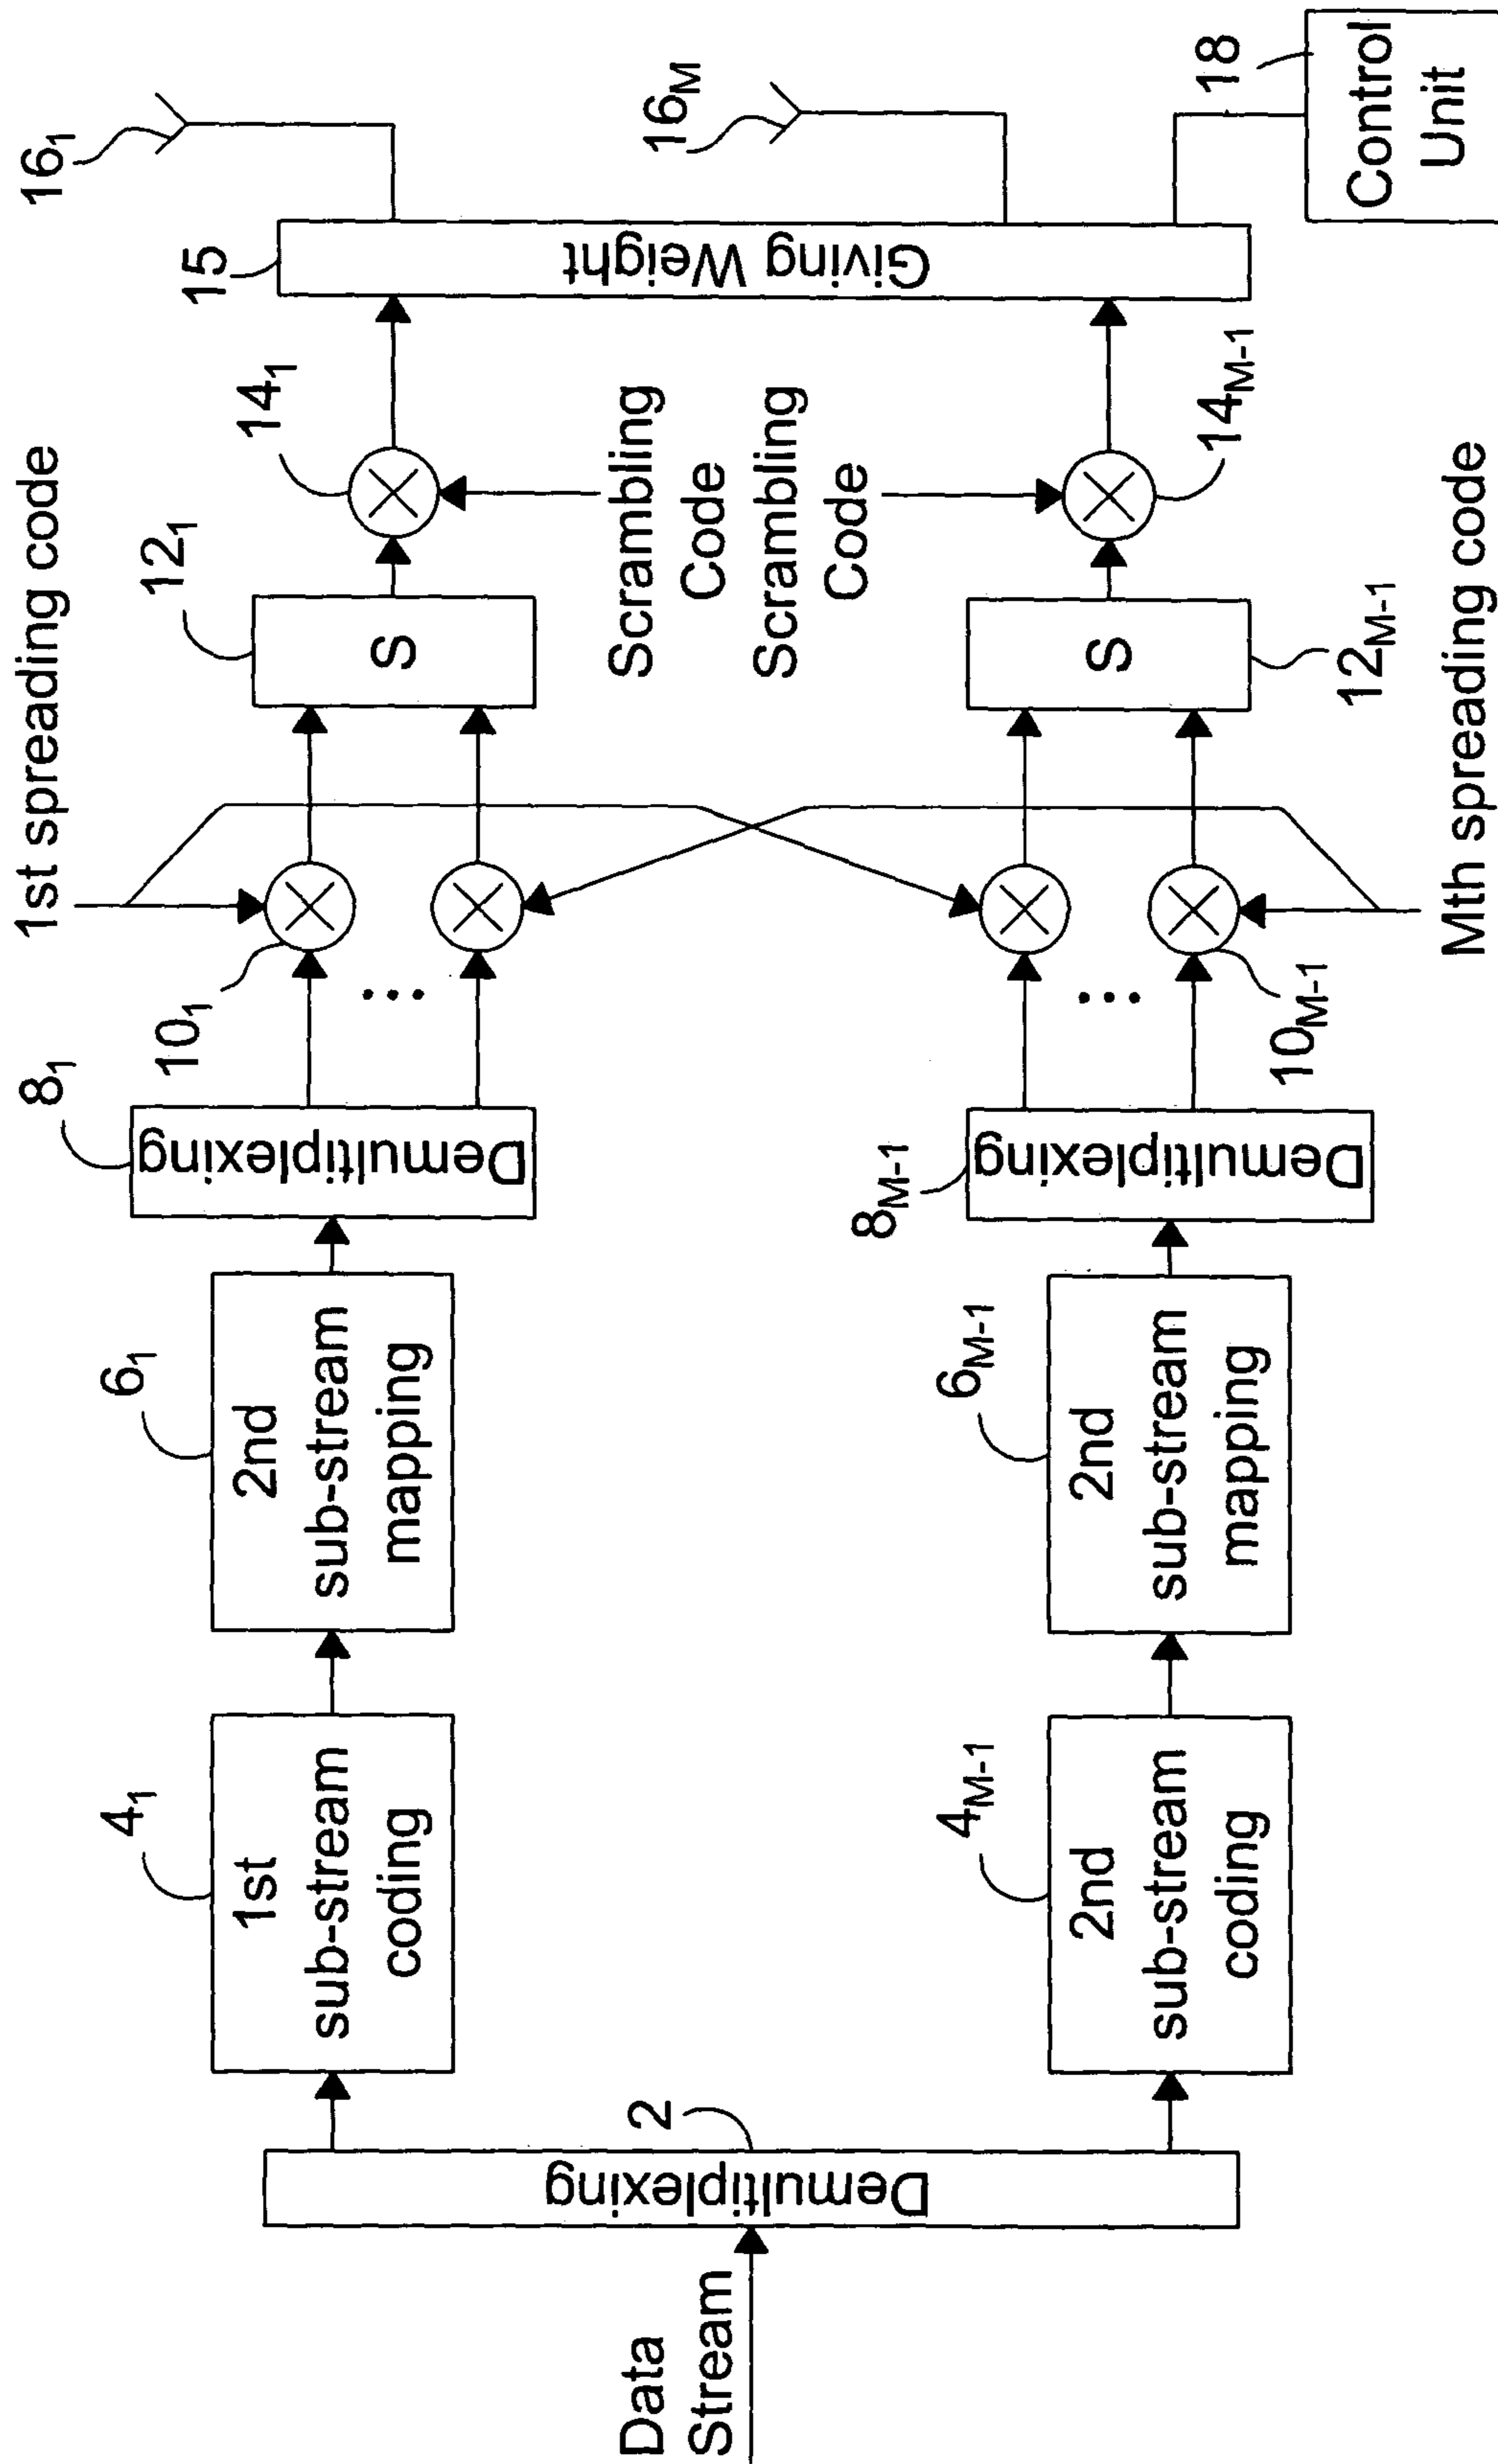 Data
Stream
Demultiplexing
2
4₁
1st
sub-stream
coding
6₁
2nd
sub-stream
mapping
8₁
Demultiplexing
1st spreading code
10₁
...
12₁
S
14₁
Scrambling
Code
15
Giving Weight
16₁
4M-1
2nd
sub-stream
coding
6M-1
2nd
sub-stream
mapping
8M-1
Demultiplexing
...
10M-1
Mth spreading code
S
12M-1
Scrambling
Code
14M-1
16M
18
Control
Unit